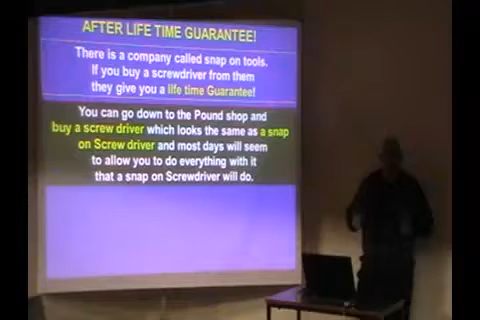 AFTER LIFE TIME GUARANTEE!
There is a company called snap on tools.
If you buy a screwdriver from them
they give you a life time Guarantee!
You can go down to the Pound shop and
buy a screw driver which looks the same as a snap
on Screw driver and most days will seem
to allow you to do everything with it
that a snap on Screwdriver will do.